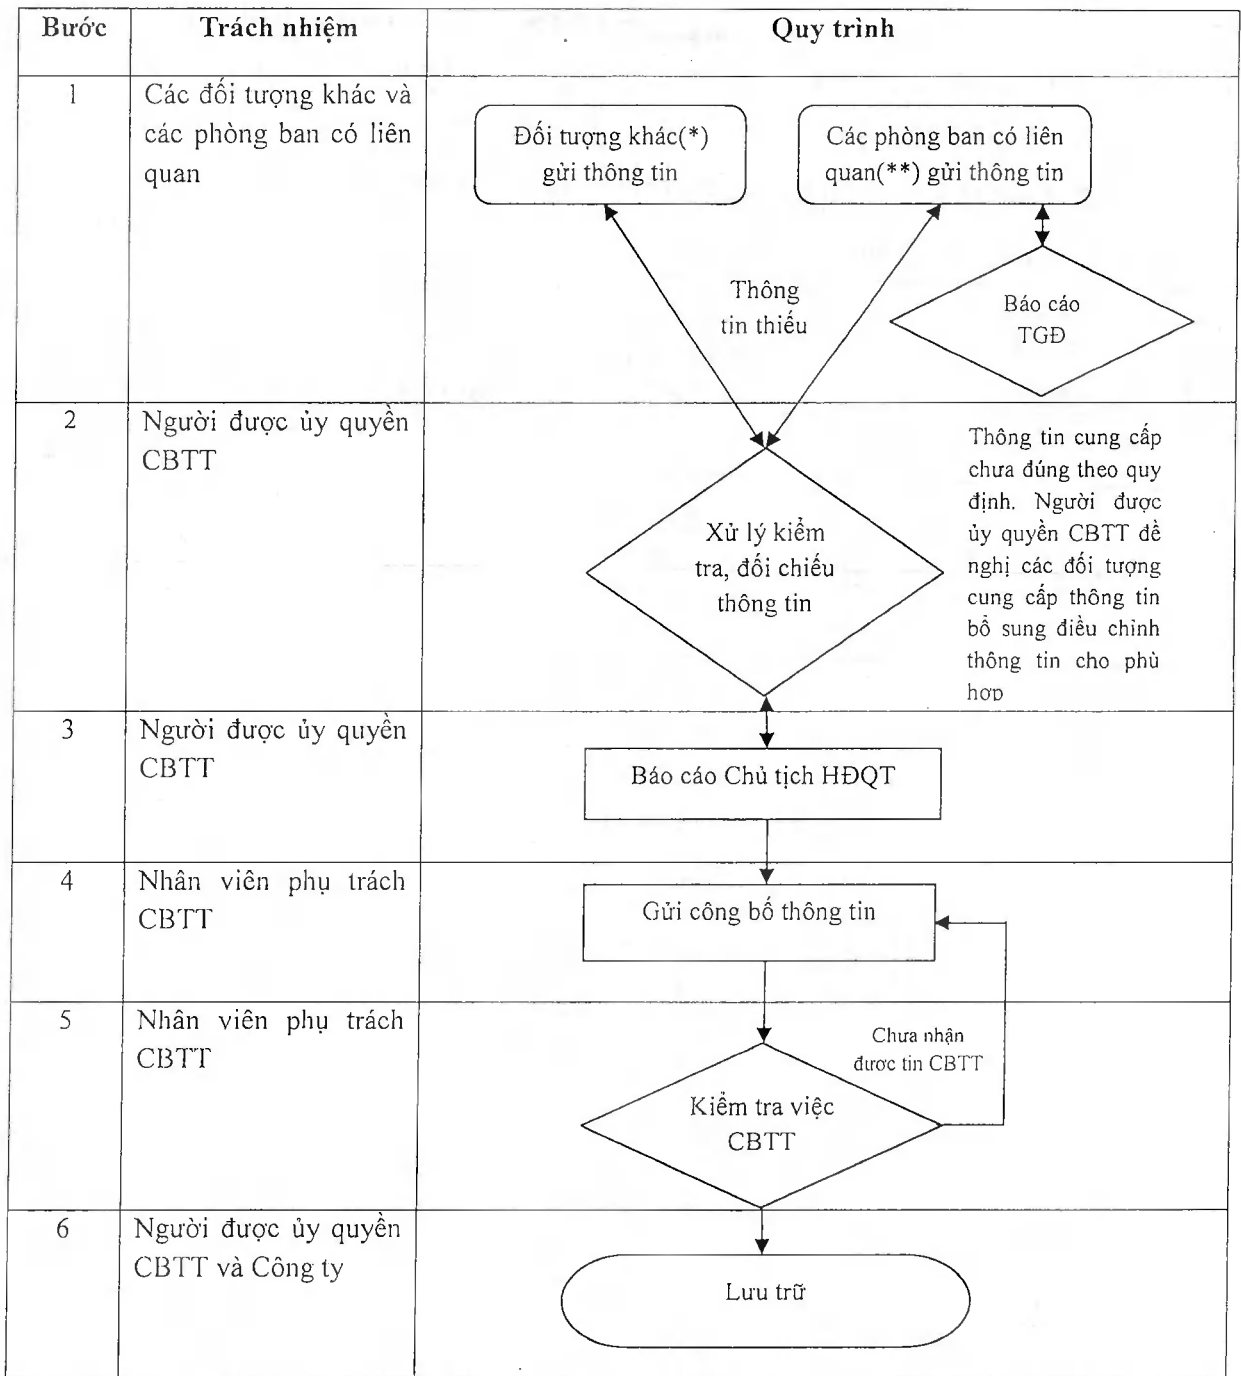 Bước
Trách nhiệm
Quy trình
1
Các đối tượng khác và
các phòng ban có liên
quan
Đối tượng khác(*)
gửi thông tin
Các phòng ban có liên
quan(**) gửi thông tin
Thông
tin thiếu
Báo cáo
TGĐ
2
Người được ủy quyền
CBTT
Xử lý kiểm
tra, đối chiếu
thông tin
Thông tin cung cấp
chưa đúng theo quy
định. Người được
ủy quyền CBTT đề
nghị các đối tượng
cung cấp thông tin
bổ sung điều chỉnh
thông tin cho phù
hợp
3
Người được ủy quyền
CBTT
Báo cáo Chủ tịch HĐQT
4
Nhân viên phụ trách
CBTT
Gửi công bố thông tin
5
Nhân viên phụ trách
CBTT
Chưa nhận
được tin CBTT
Kiểm tra việc
CBTT
6
Người được ủy quyền
CBTT và Công ty
Lưu trữ